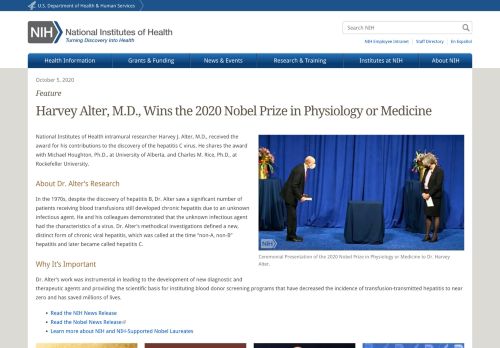 U.S. Department of Health & Human Services
Search NIH
NIH
National Institutes of Health
Turning Discovery Into Health
NIH Employee Intranet
Staff Directory
En Español
Health Information
Grants & Funding
News & Events
Research & Training
Institutes at NIH
About NIH
October 5, 2020
Feature
Harvey Alter, M.D., Wins the 2020 Nobel Prize in Physiology or Medicine
National Institutes of Health intramural researcher Harvey J. Alter, M.D., received the
award for his contributions to the discovery of the hepatitis C virus. He shares the award
with Michael Houghton, Ph.D., at University of Alberta, and Charles M. Rice, Ph.D., at
Rockefeller University.
About Dr. Alter's Research
In the 1970s, despite the discovery of hepatitis B, Dr. Alter saw a significant number of
patients receiving blood transfusions still developed chronic hepatitis due to an unknown
infectious agent. He and his colleagues demonstrated that the unknown infectious agent
had the characteristics of a virus. Dr. Alter's methodical investigations defined a new,
distinct form of chronic viral hepatitis, which was called at the time "non-A, non-B"
hepatitis and later became called hepatitis C.
NIH
Ceremonial Presentation of the 2020 Nobel Prize in Physiology or Medicine to Dr. Harvey
Alter.
Why It's Important
Dr. Alter's work was instrumental in leading to the development of new diagnostic and
therapeutic agents and providing the scientific basis for instituting blood donor screening programs that have decreased the incidence of transfusion-transmitted hepatitis to near
zero and has saved millions of lives.
Read the NIH News Release
Read the Nobel News Release
Learn more about NIH and NIH-Supported Nobel Laureates